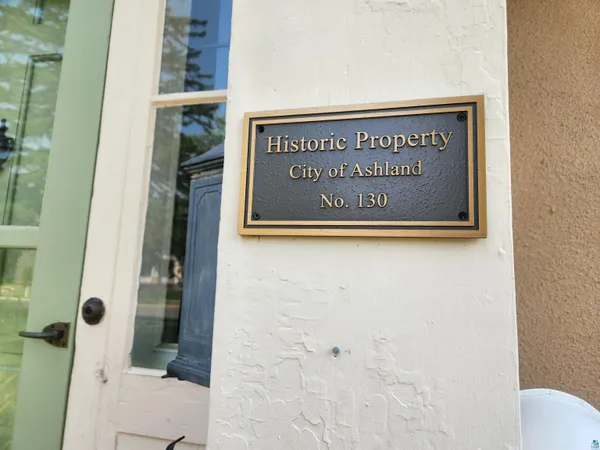 Historic Property
City of Ashland
No. 130